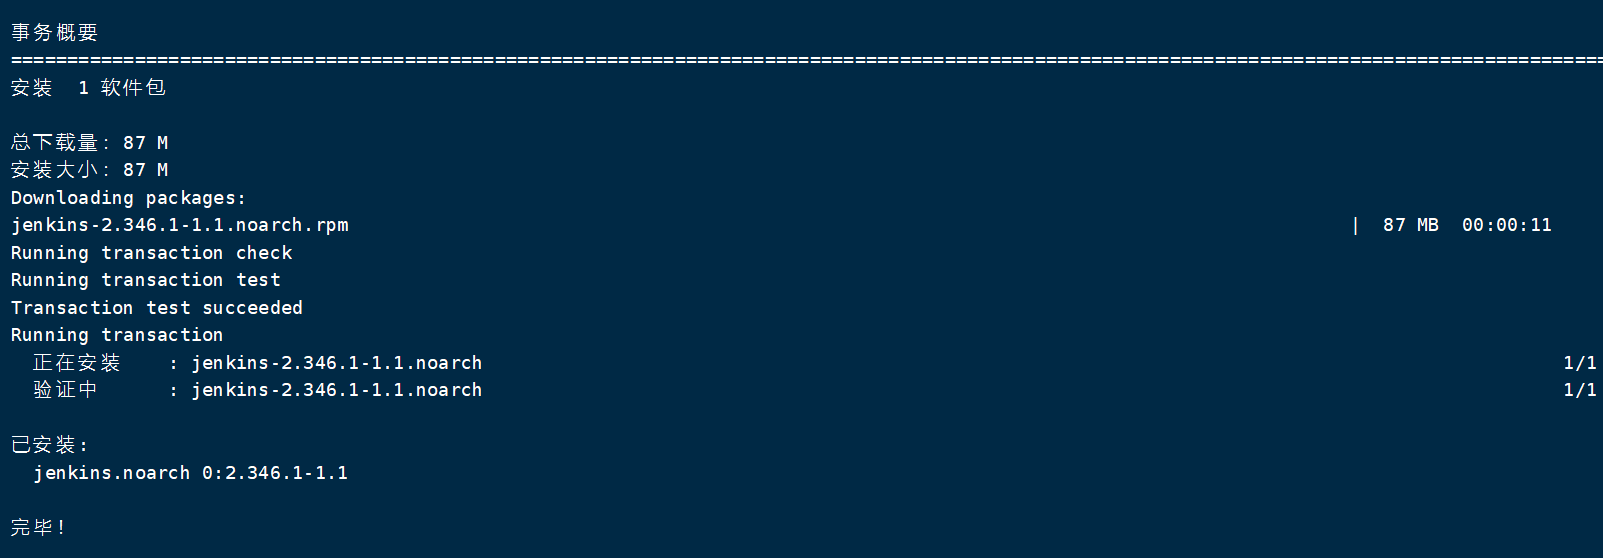 事务概要
==============================================================================================================================================
安装  1 软件包

总下载量：87 M
安装大小：87 M
Downloading packages:
jenkins-2.346.1-1.1.noarch.rpm | 87 MB 00:00:11
Running transaction check
Running transaction test
Transaction test succeeded
Running transaction
正在安装 : jenkins-2.346.1-1.1.noarch 1/1
验证中 : jenkins-2.346.1-1.1.noarch 1/1

已安装:
jenkins.noarch 0:2.346.1-1.1

完毕！